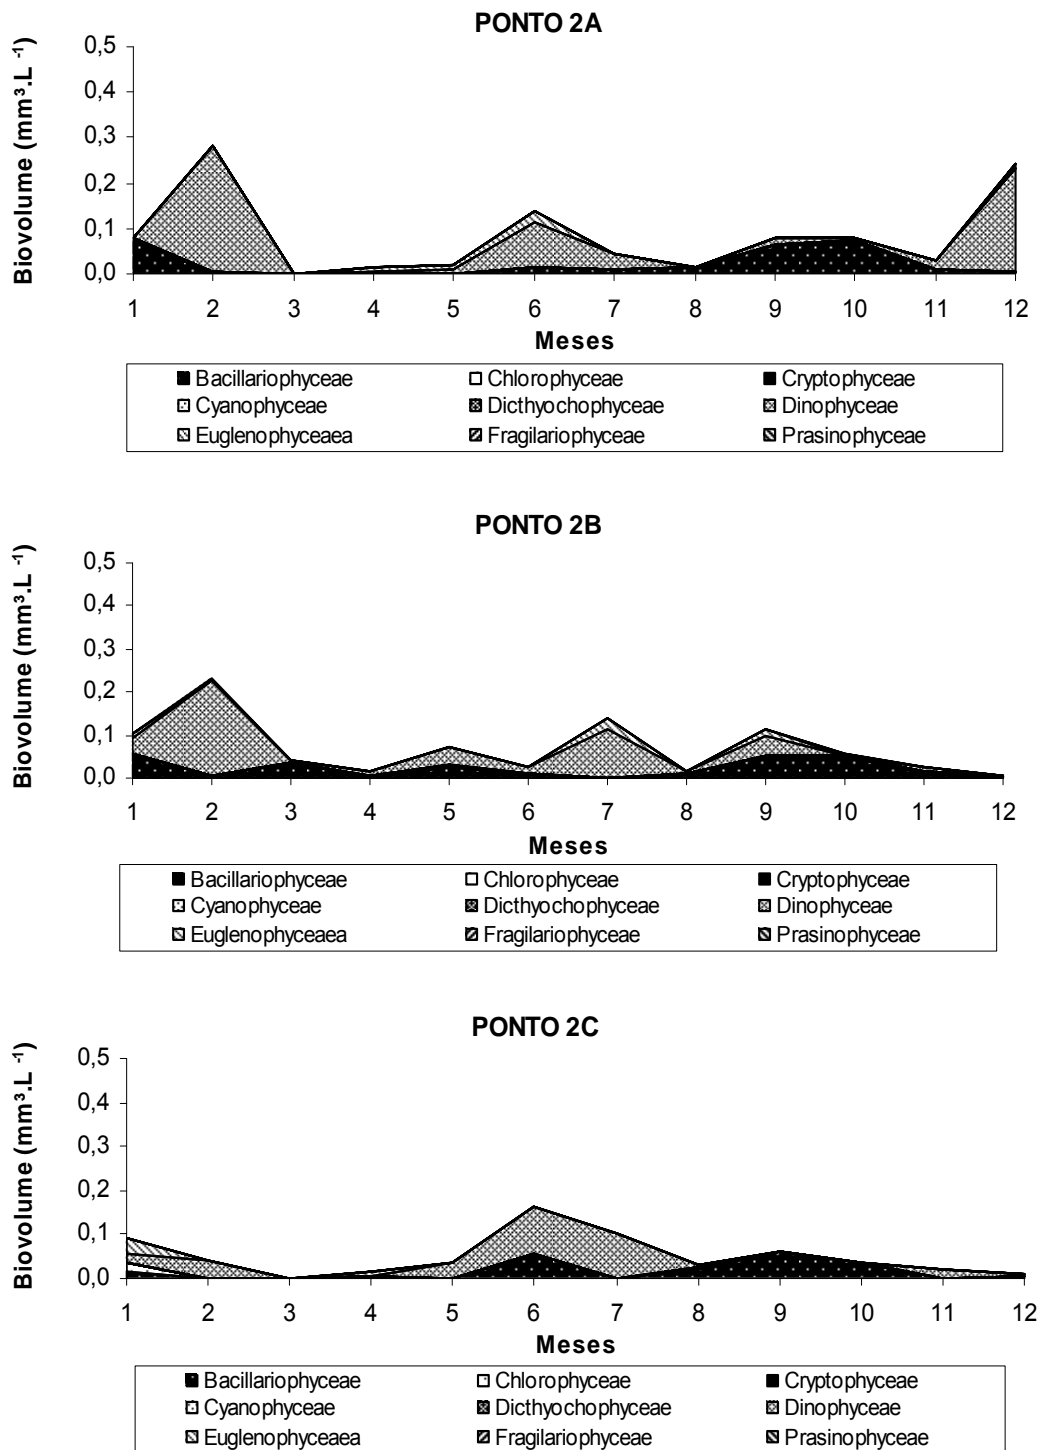 PONTO 2A
Biovolume (mm³.L ⁻¹)
0,5
0,4
0,3
0,2
0,1
0,0
1 2 3 4 5 6 7 8 9 10 11 12
Meses
Bacillariophyceae Chlorophyceae Cryptophyceae
Cyanophyceae Dicthyochophyceae Dinophyceae
Euglenophyceaea Fragilariophyceae Prasinophyceae
PONTO 2B
Biovolume (mm³.L ⁻¹)
0,5
0,4
0,3
0,2
0,1
0,0
1 2 3 4 5 6 7 8 9 10 11 12
Meses
Bacillariophyceae Chlorophyceae Cryptophyceae
Cyanophyceae Dicthyochophyceae Dinophyceae
Euglenophyceaea Fragilariophyceae Prasinophyceae
PONTO 2C
Biovolume (mm³.L ⁻¹)
0,5
0,4
0,3
0,2
0,1
0,0
1 2 3 4 5 6 7 8 9 10 11 12
Meses
Bacillariophyceae Chlorophyceae Cryptophyceae
Cyanophyceae Dicthyochophyceae Dinophyceae
Euglenophyceaea Fragilariophyceae Prasinophyceae